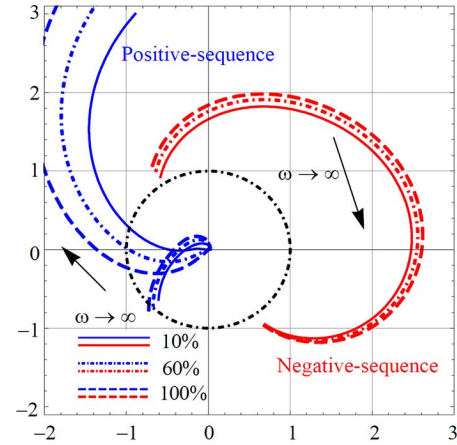 3
Positive-sequence
2
1
ω → ∞
0
ω → ∞
-1
10%
60%
Negative-sequence
100%
-2
-2 -1 0 1 2 3